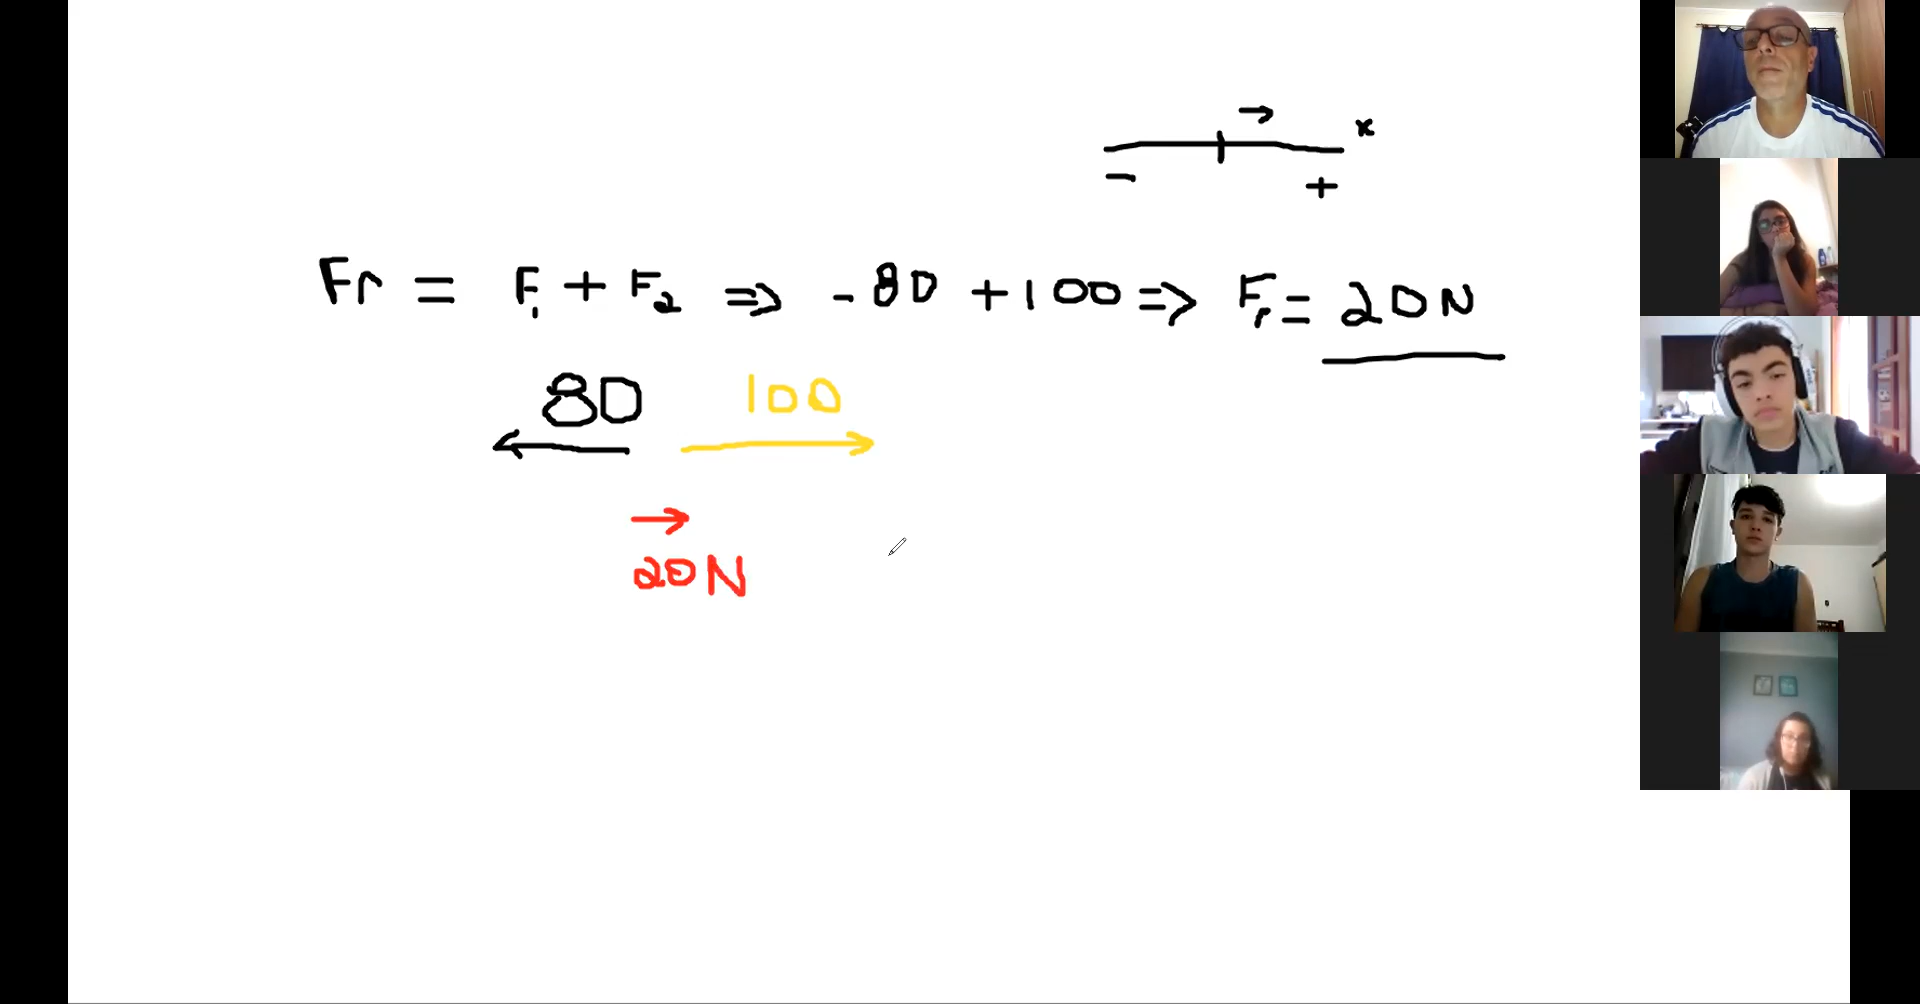 x
- +
Fr = F1 + F2 => -80 +100 => Fr = 20N
80 100
20N